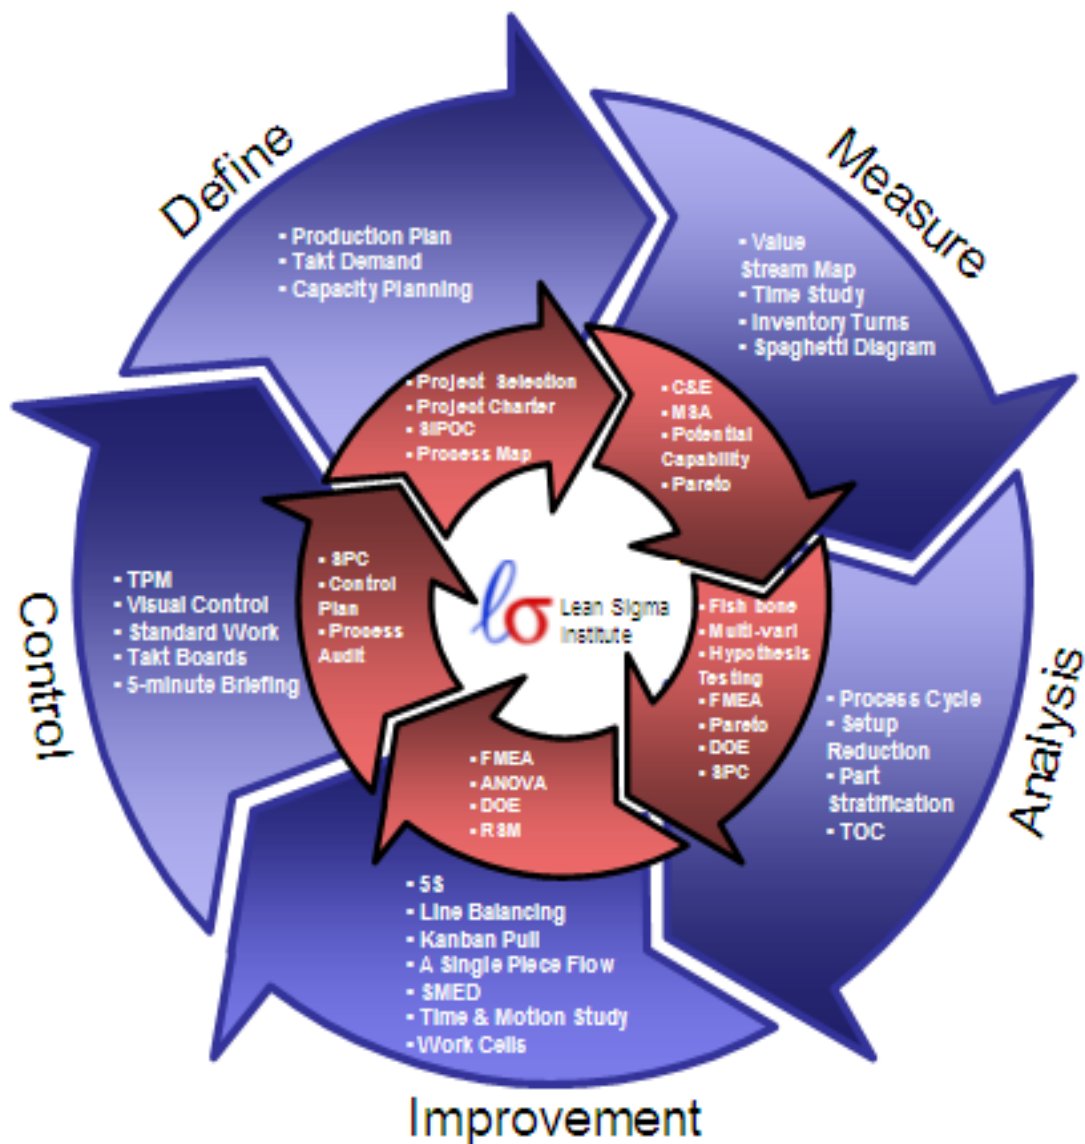 Define
▪ Production Plan
▪ Takt Demand
▪ Capacity Planning
▪ Project Selection
▪ Project Charter
▪ SIPOC
▪ Process Map
Measure
▪ Value
Stream Map
▪ Time Study
▪ Inventory Turns
▪ Spaghetti Diagram
▪ C&E
▪ MSA
▪ Potential
Capability
▪ Pareto
Analysis
▪ Process Cycle
▪ Setup
Reduction
▪ Part
Stratification
▪ TOC
▪ Fish bone
▪ Multi-vari
▪ Hypothesis
Testing
▪ FMEA
▪ Pareto
▪ DOE
▪ SPC
Improvement
▪ 5S
▪ Line Balancing
▪ Kanban Pull
▪ A Single Piece Flow
▪ SMED
▪ Time & Motion Study
▪ Work Cells
▪ FMEA
▪ ANOVA
▪ DOE
▪ RSM
Control
▪ TPM
▪ Visual Control
▪ Standard Work
▪ Takt Boards
▪ 5-minute Briefing
▪ SPC
▪ Control
Plan
▪ Process
Audit
ℓσ Lean Sigma
Institute